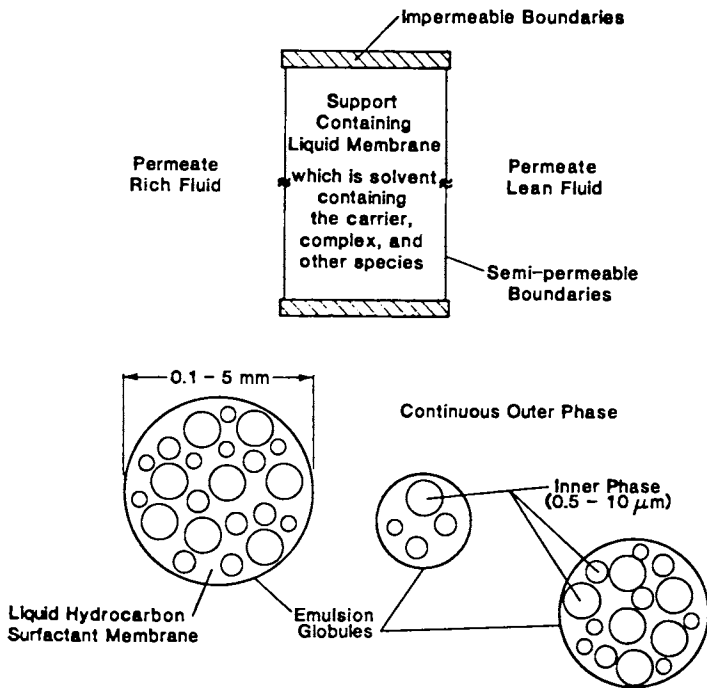 Impermeable Boundaries
Support
Containing
Liquid Membrane
which is solvent
containing
the carrier,
complex, and
other species
Permeate
Rich Fluid
Permeate
Lean Fluid
Semi-permeable
Boundaries
0.1 - 5 mm
Continuous Outer Phase
Inner Phase
(0.5 - 10 μm)
Liquid Hydrocarbon
Surfactant Membrane
Emulsion
Globules